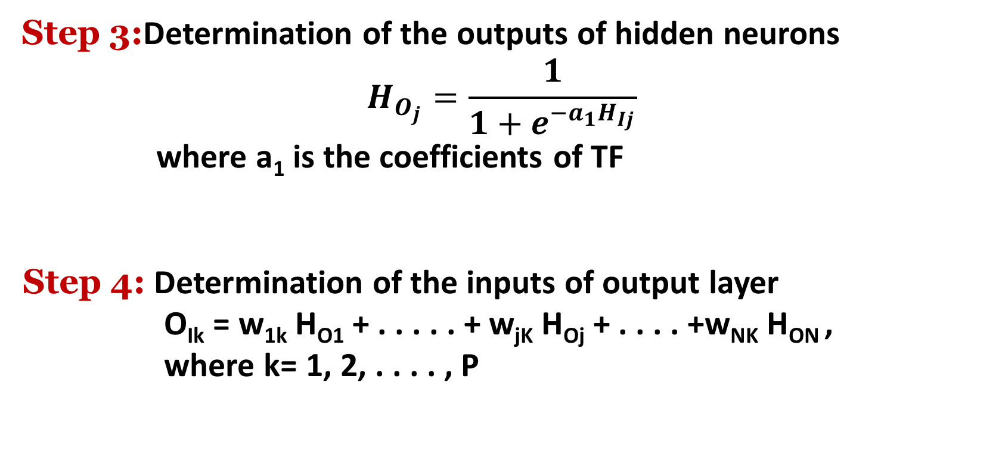 Step 3:Determination of the outputs of hidden neurons
H_{O_j} = \frac{1}{1 + e^{-a_1 H_{Ij}}}
where a₁ is the coefficients of TF
Step 4: Determination of the inputs of output layer
O_{Ik} = w_{1k} H_{O1} + . . . . . + w_{jK} H_{Oj} + . . . . +w_{NK} H_{ON} ,
where k= 1, 2, . . . . , P